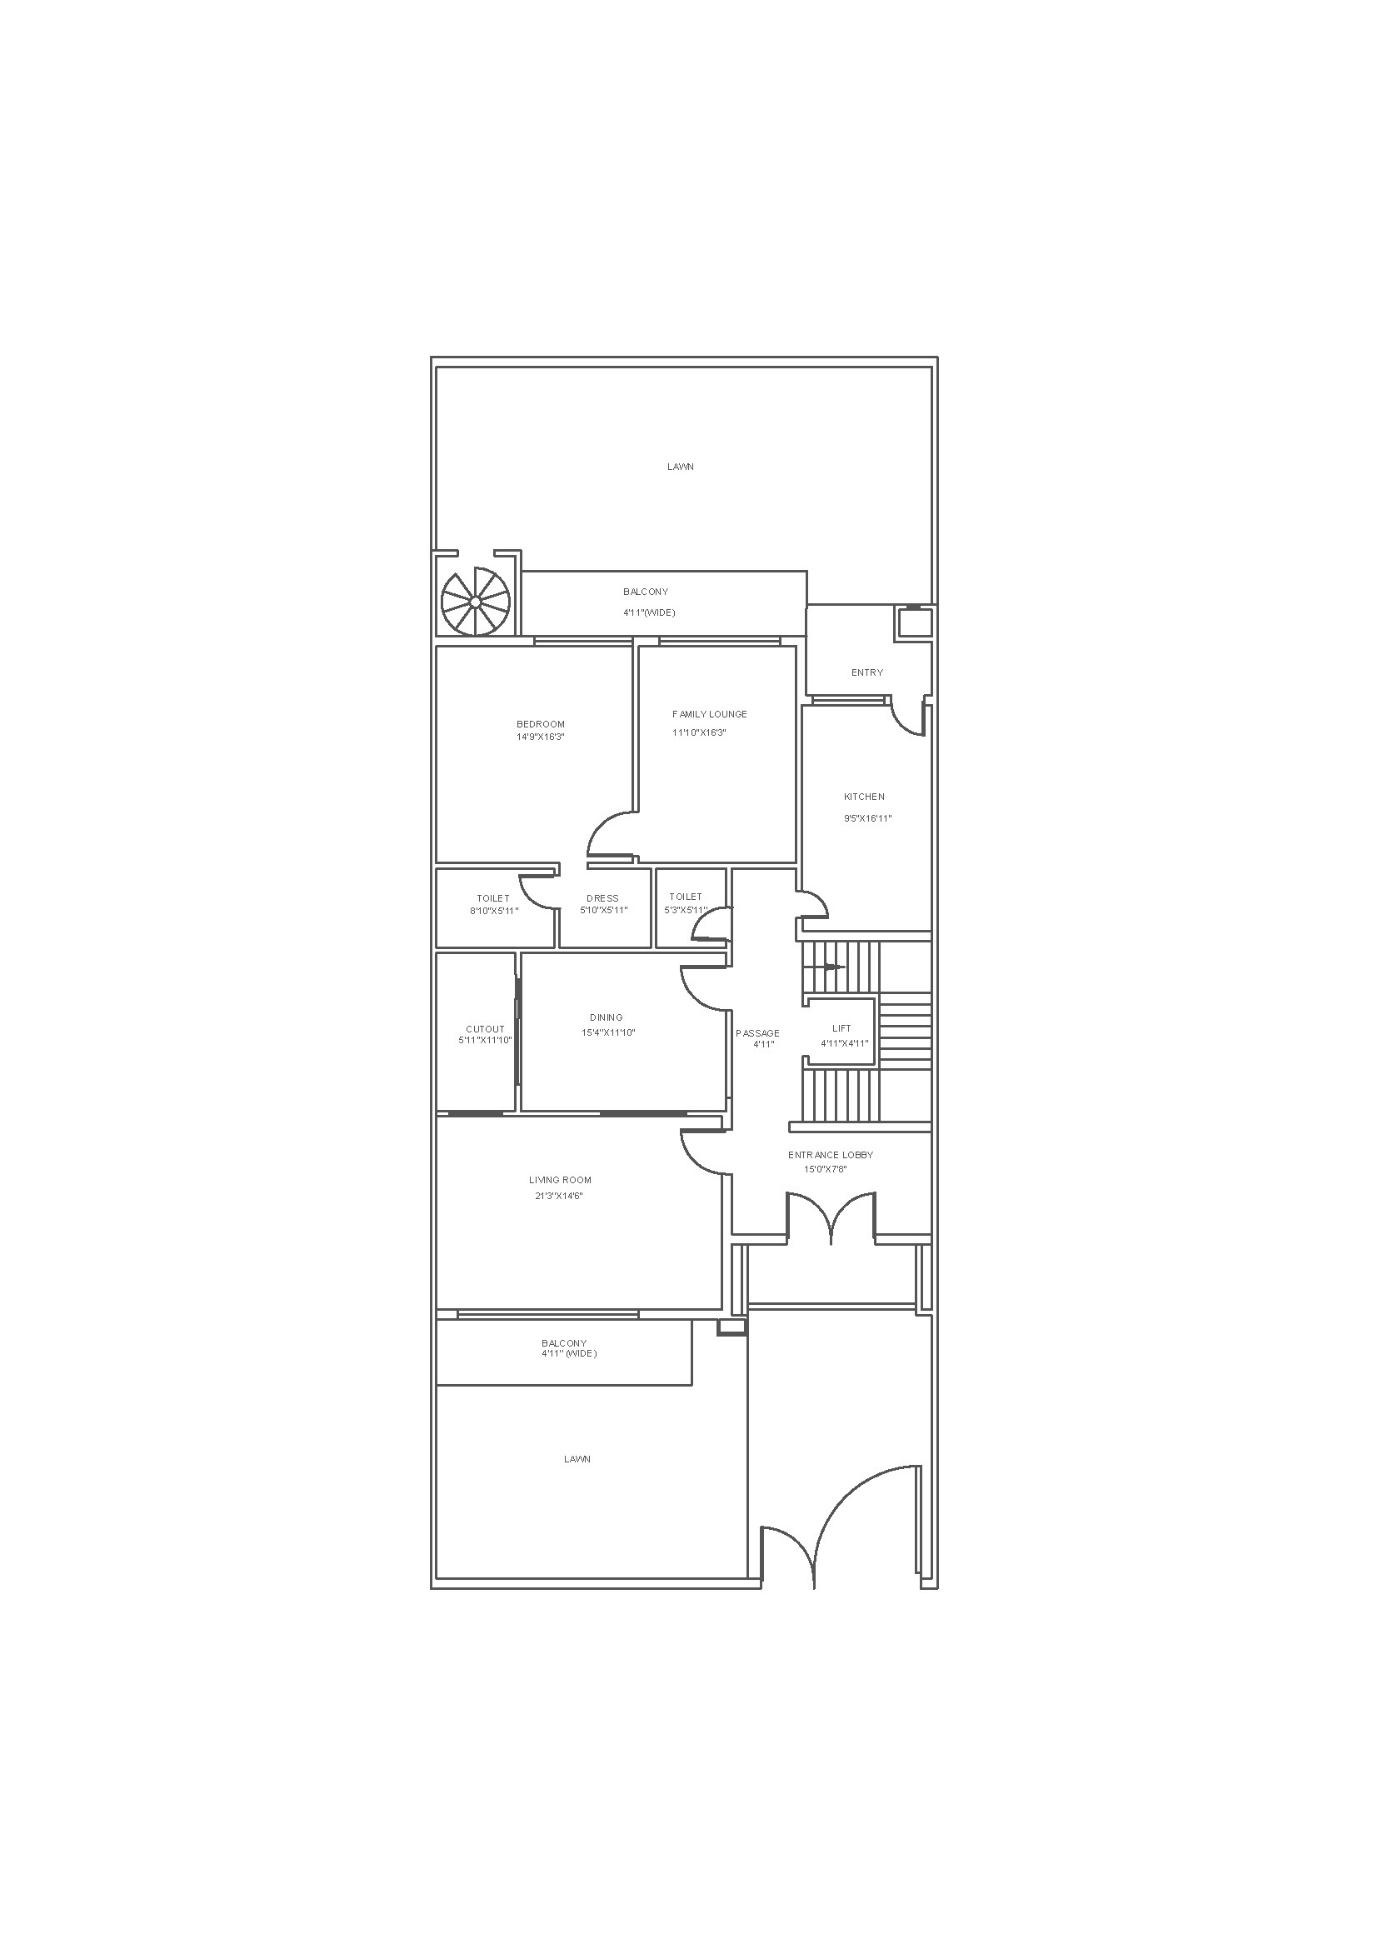 LAWN
BALCONY
4'11"(WIDE)
ENTRY
BEDROOM
14'9"X16'3"
FAMILY LOUNGE
11'10"X16'3"
KITCHEN
9'5"X16'11"
TOILET
8'10"X5'11"
DRESS
5'10"X5'11"
TOILET
5'3"X5'11"
CUTOUT
5'11"X11'10"
DINING
15'4"X11'10"
PASSAGE
4'11"
LIFT
4'11"X4'11"
ENTRANCE LOBBY
15'0"X7'8"
LIVING ROOM
21'3"X14'6"
BALCONY
4'11" (WIDE)
LAWN